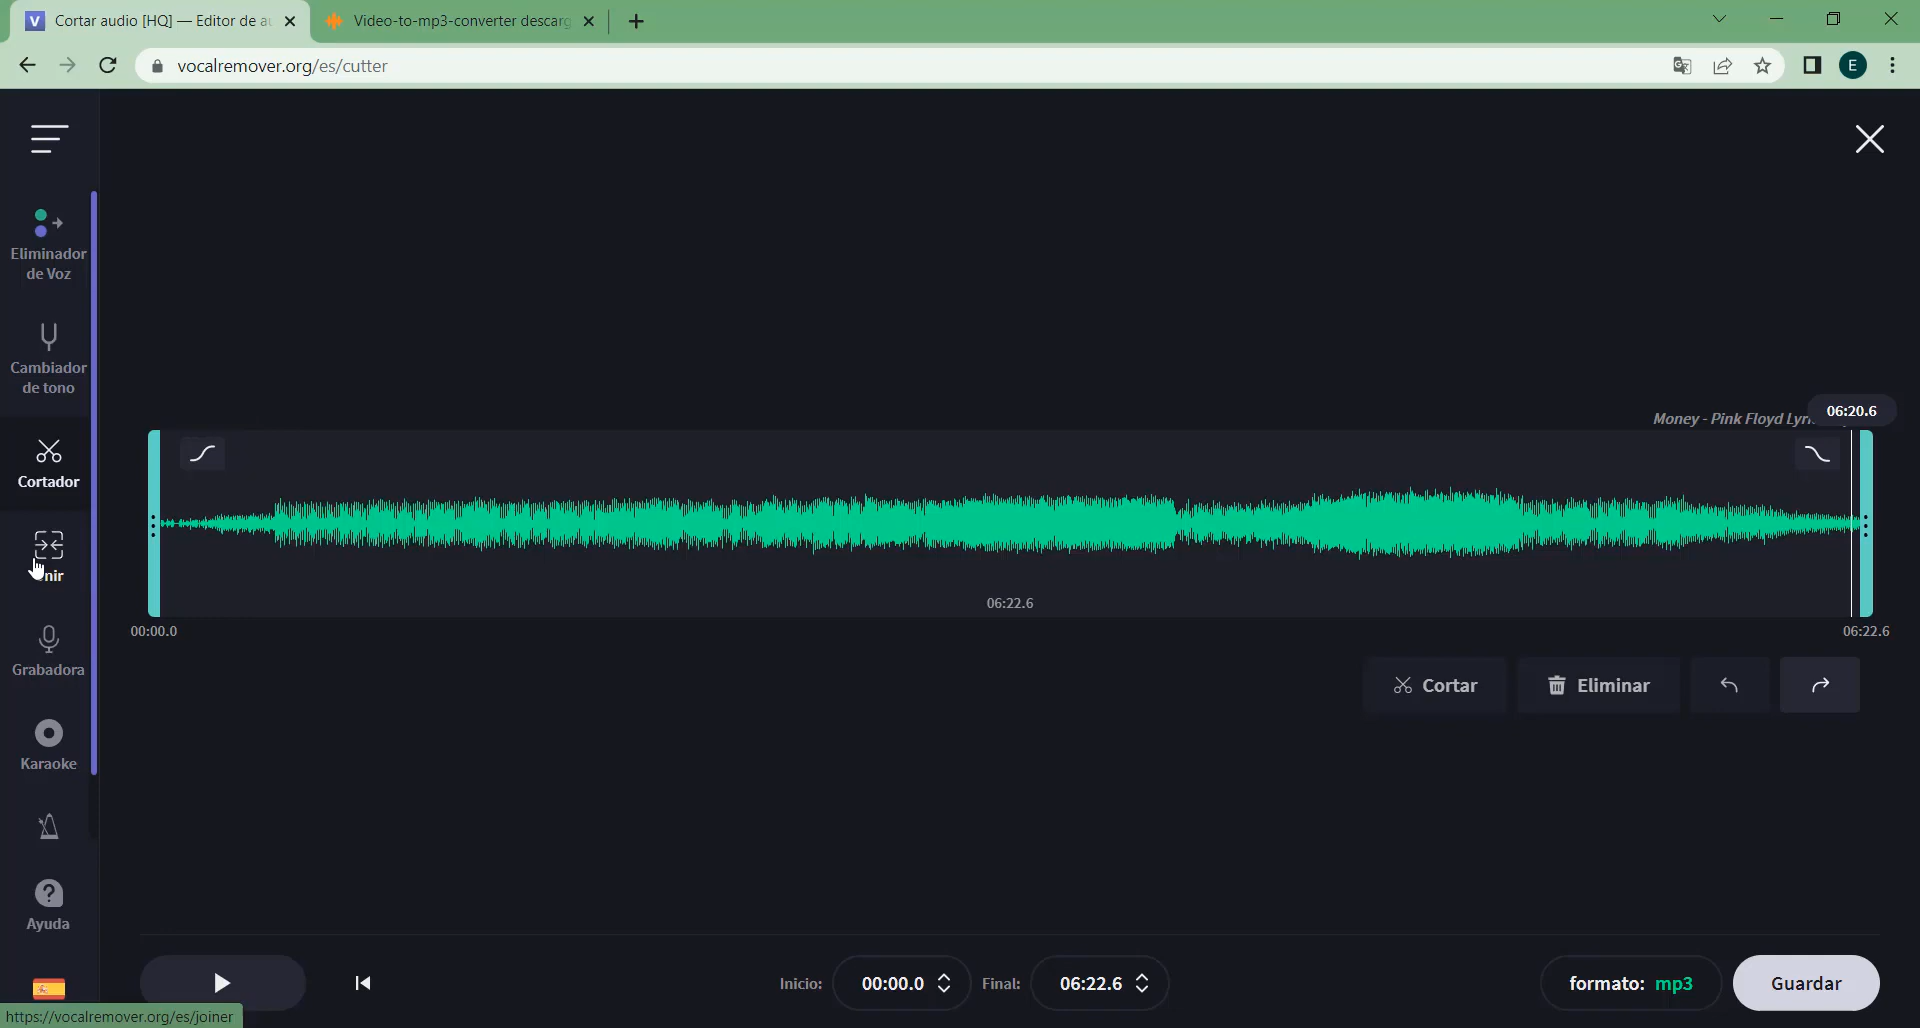 Cortar audio [HQ] — Editor de
Video-to-mp3-converter descarg
vocalremover.org/es/cutter
E
Eliminador
de Voz
Cambiador
de tono
Cortador
Grabadora
Karaoke
Ayuda
Money - Pink Floyd
06:20.6
06:22.6
00:00.0
06:22.6
Cortar
Eliminar
Inicio:
00:00.0
Final:
06:22.6
formato: mp3
Guardar
https://vocalremover.org/es/joiner